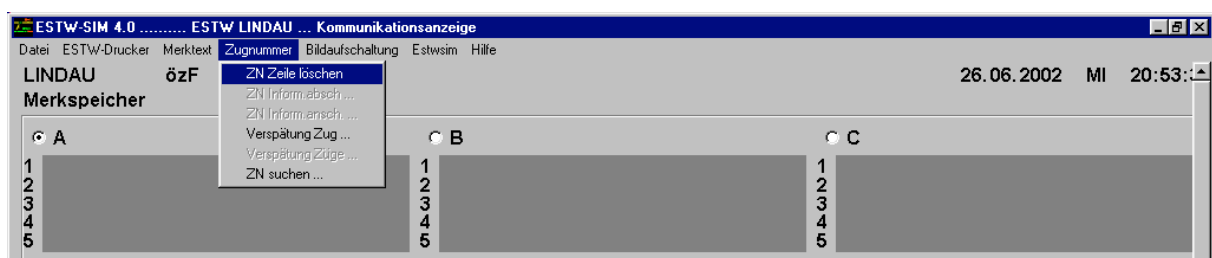 ESTW-SIM 4.0 .......... ESTW LINDAU ... Kommunikationsanzeige
Datei ESTW-Drucker Merktext Zugnummer Bildaufschaltung Estwsim Hilfe
LINDAU özF 26.06.2002 MI 20:53:
Merkspeicher
ZN Zeile löschen
ZN Inform.absch ...
ZN Inform.ansch. ...
Verspätung Zug ...
Verspätung Züge ...
ZN suchen ...
A B C
1 1 1
2 2 2
3 3 3
4 4 4
5 5 5